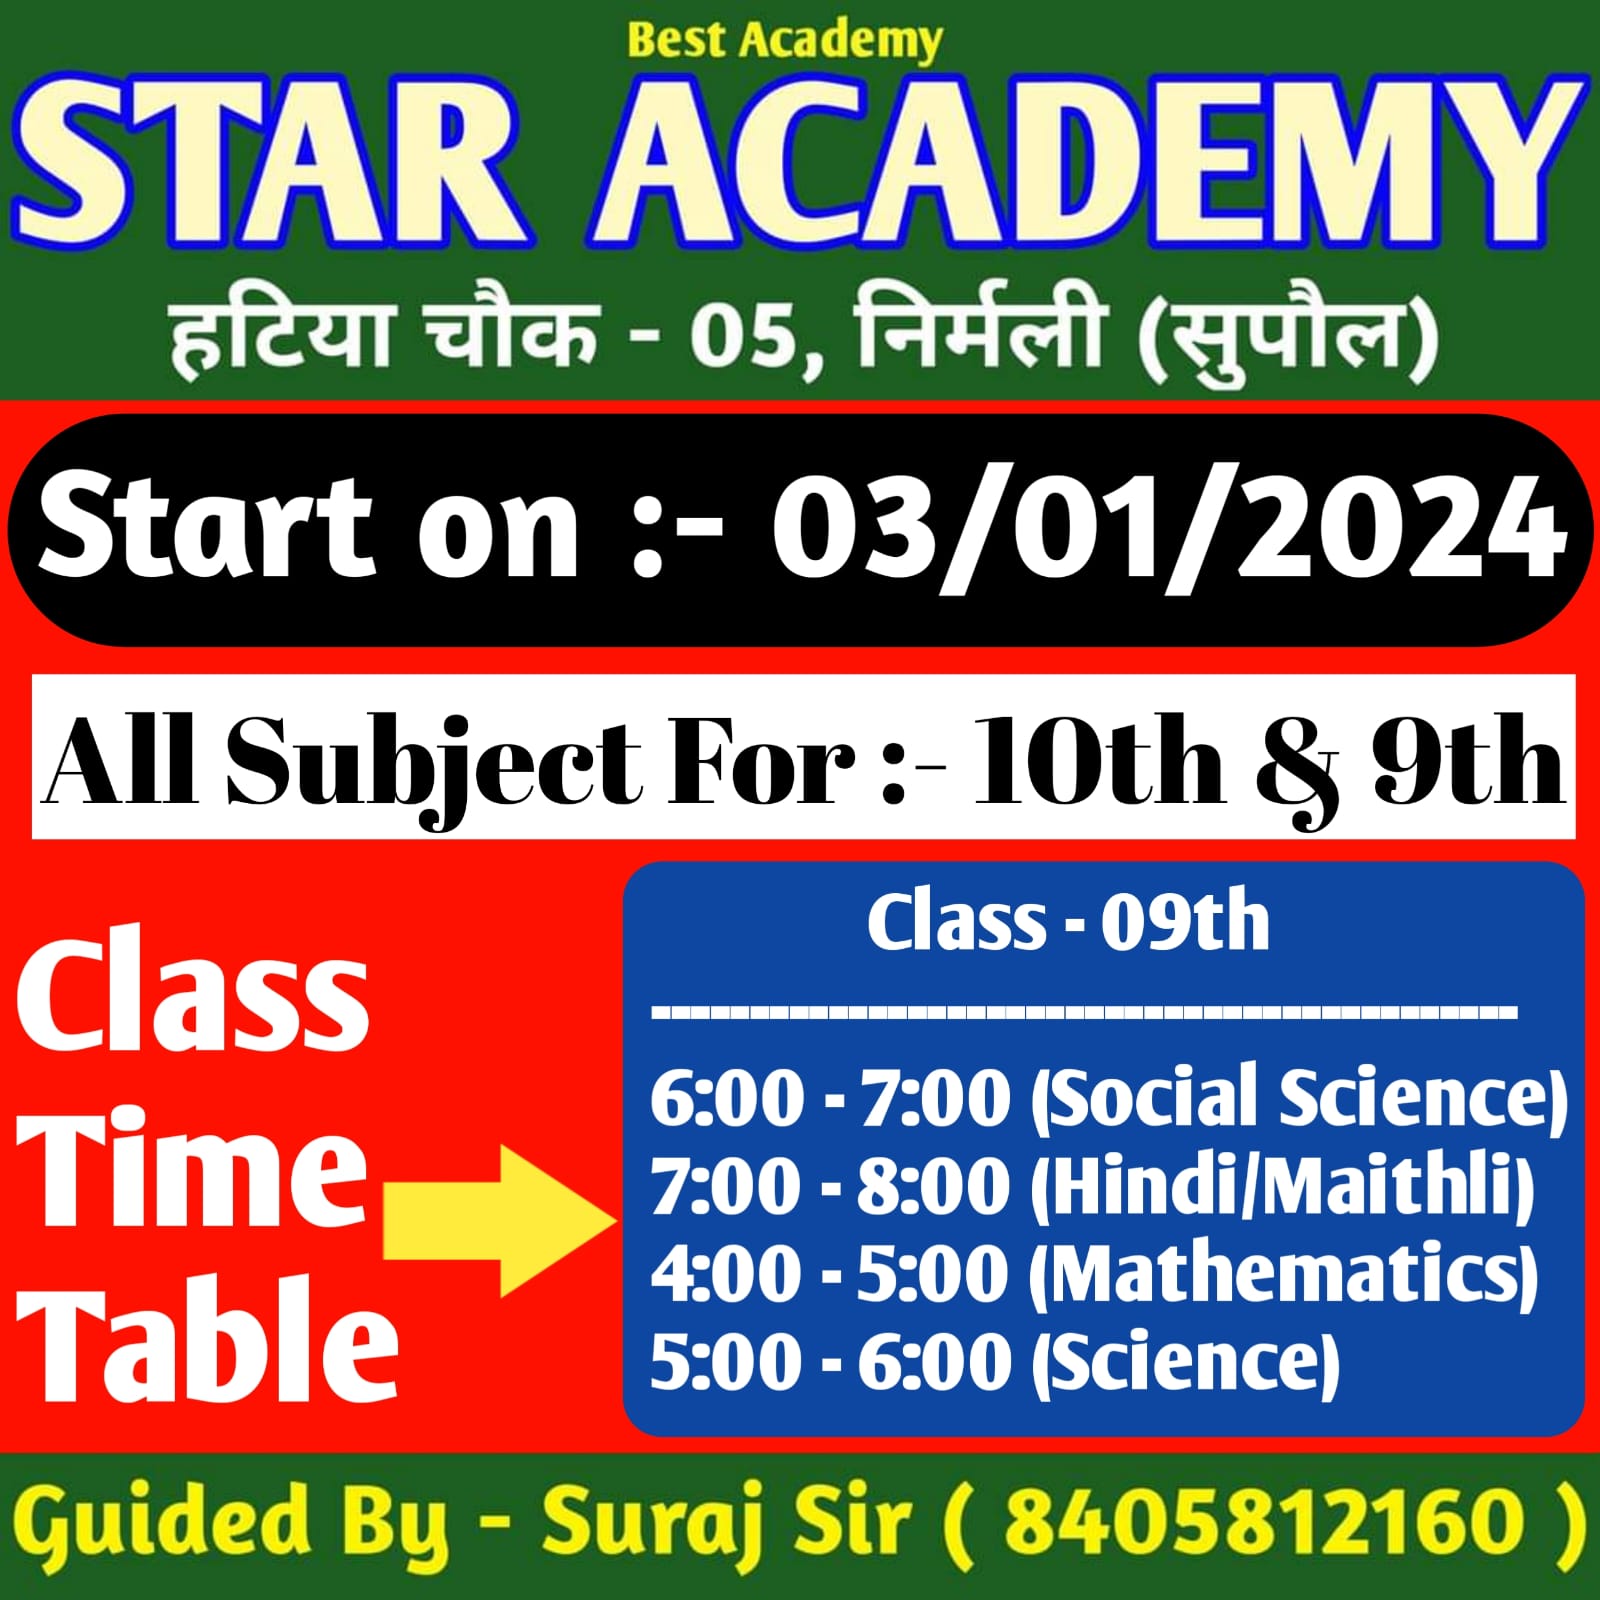 Best Academy
STAR ACADEMY
हटिया चौक - 05, निर्मली (सुपौल)
Start on :- 03/01/2024
All Subject For :- 10th & 9th
Class
Time
Table
Class - 09th
--------------------------------------------
6:00 - 7:00 (Social Science)
7:00 - 8:00 (Hindi/Maithli)
4:00 - 5:00 (Mathematics)
5:00 - 6:00 (Science)
Guided By - Suraj Sir ( 8405812160 )